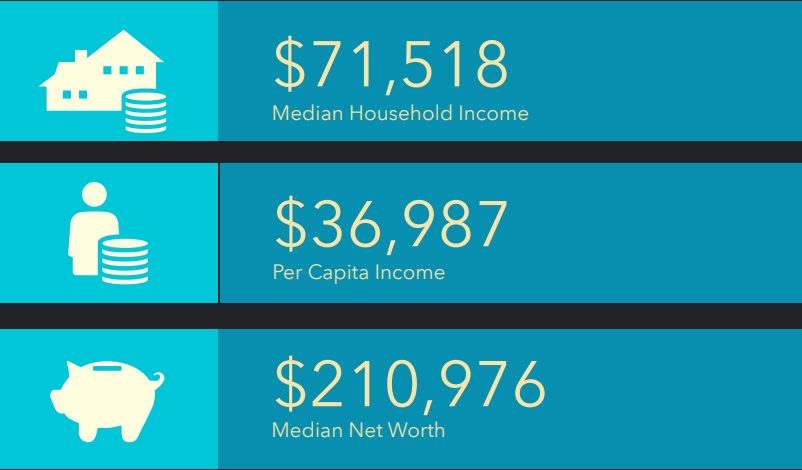 $71,518
Median Household Income
$36,987
Per Capita Income
$210,976
Median Net Worth